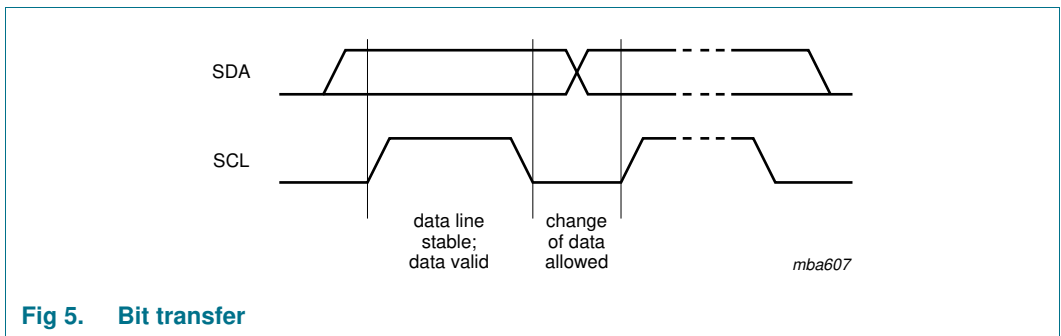 SDA
SCL
data line
stable;
data valid
change
of data
allowed
mba607
Fig 5. Bit transfer